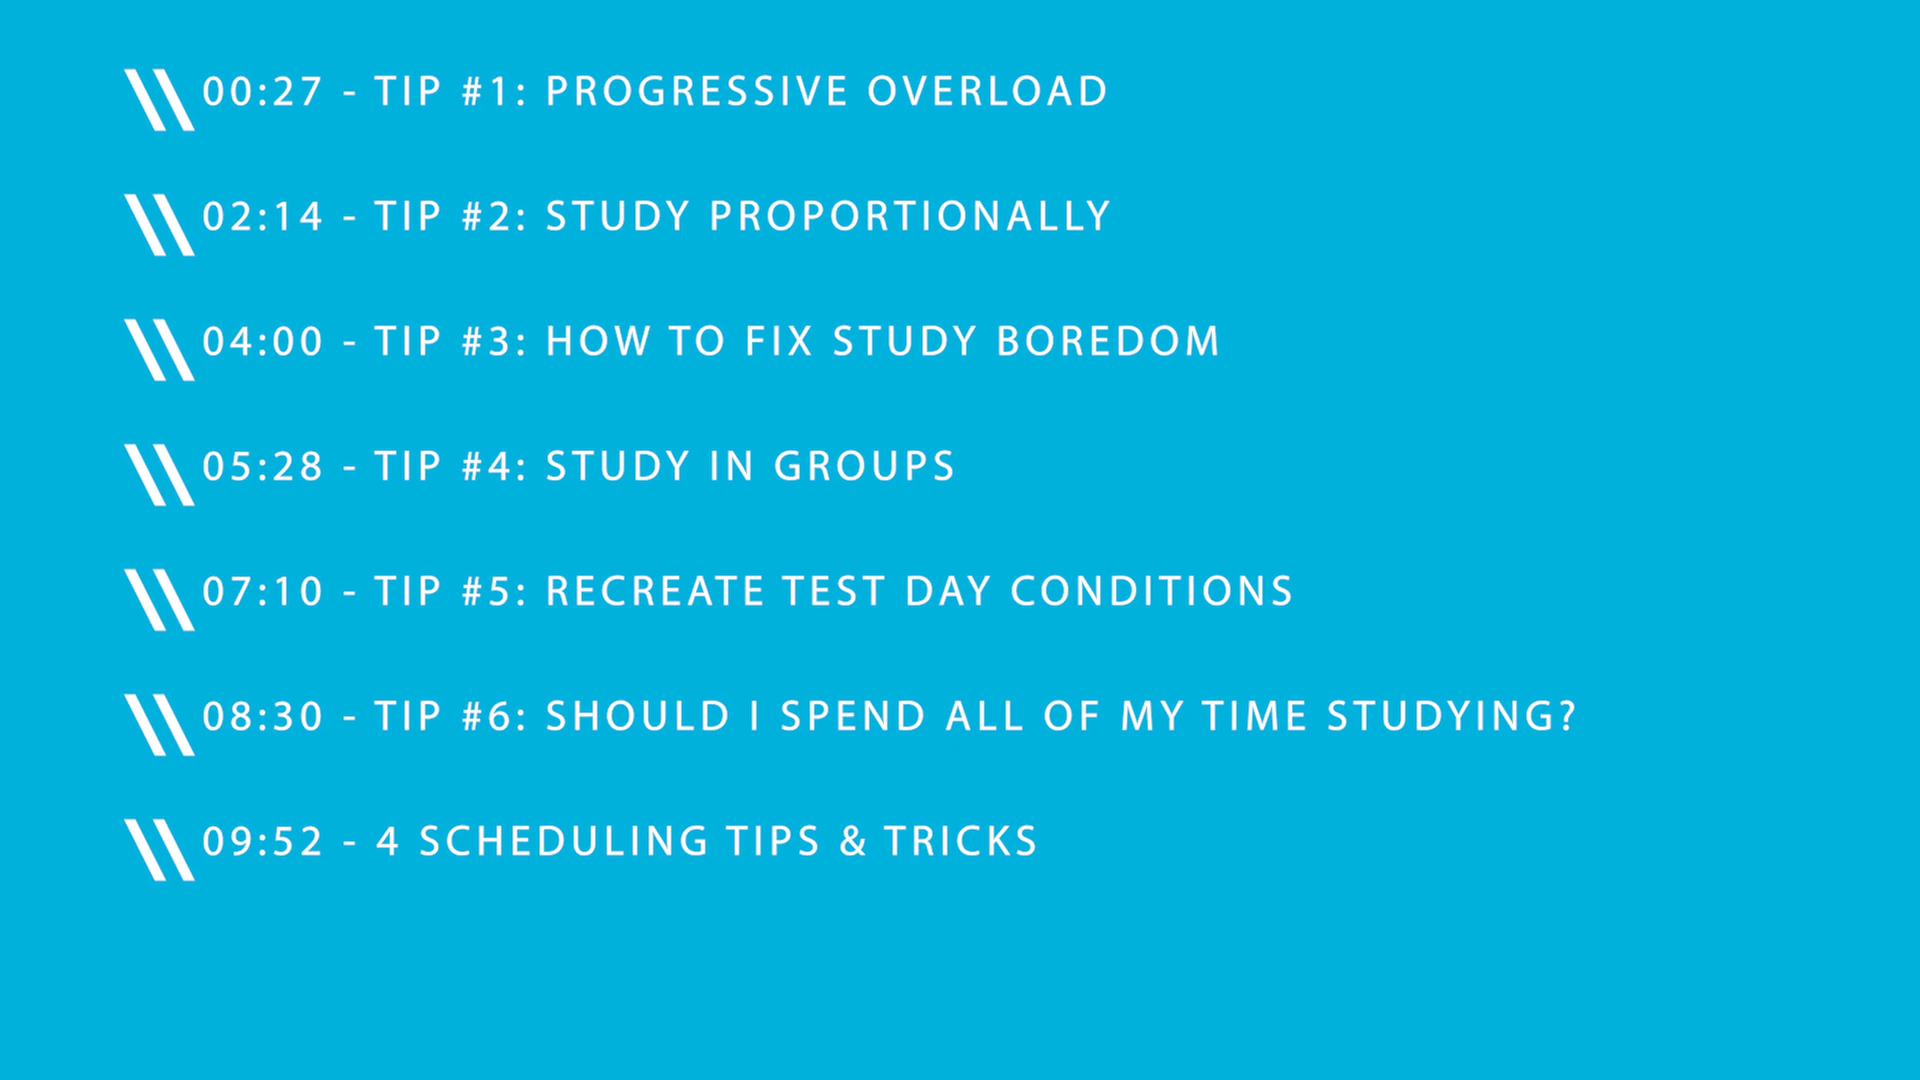 00:27 - TIP #1: PROGRESSIVE OVERLOAD
02:14 - TIP #2: STUDY PROPORTIONALLY
04:00 - TIP #3: HOW TO FIX STUDY BOREDOM
05:28 - TIP #4: STUDY IN GROUPS
07:10 - TIP #5: RECREATE TEST DAY CONDITIONS
08:30 - TIP #6: SHOULD I SPEND ALL OF MY TIME STUDYING?
09:52 - 4 SCHEDULING TIPS & TRICKS